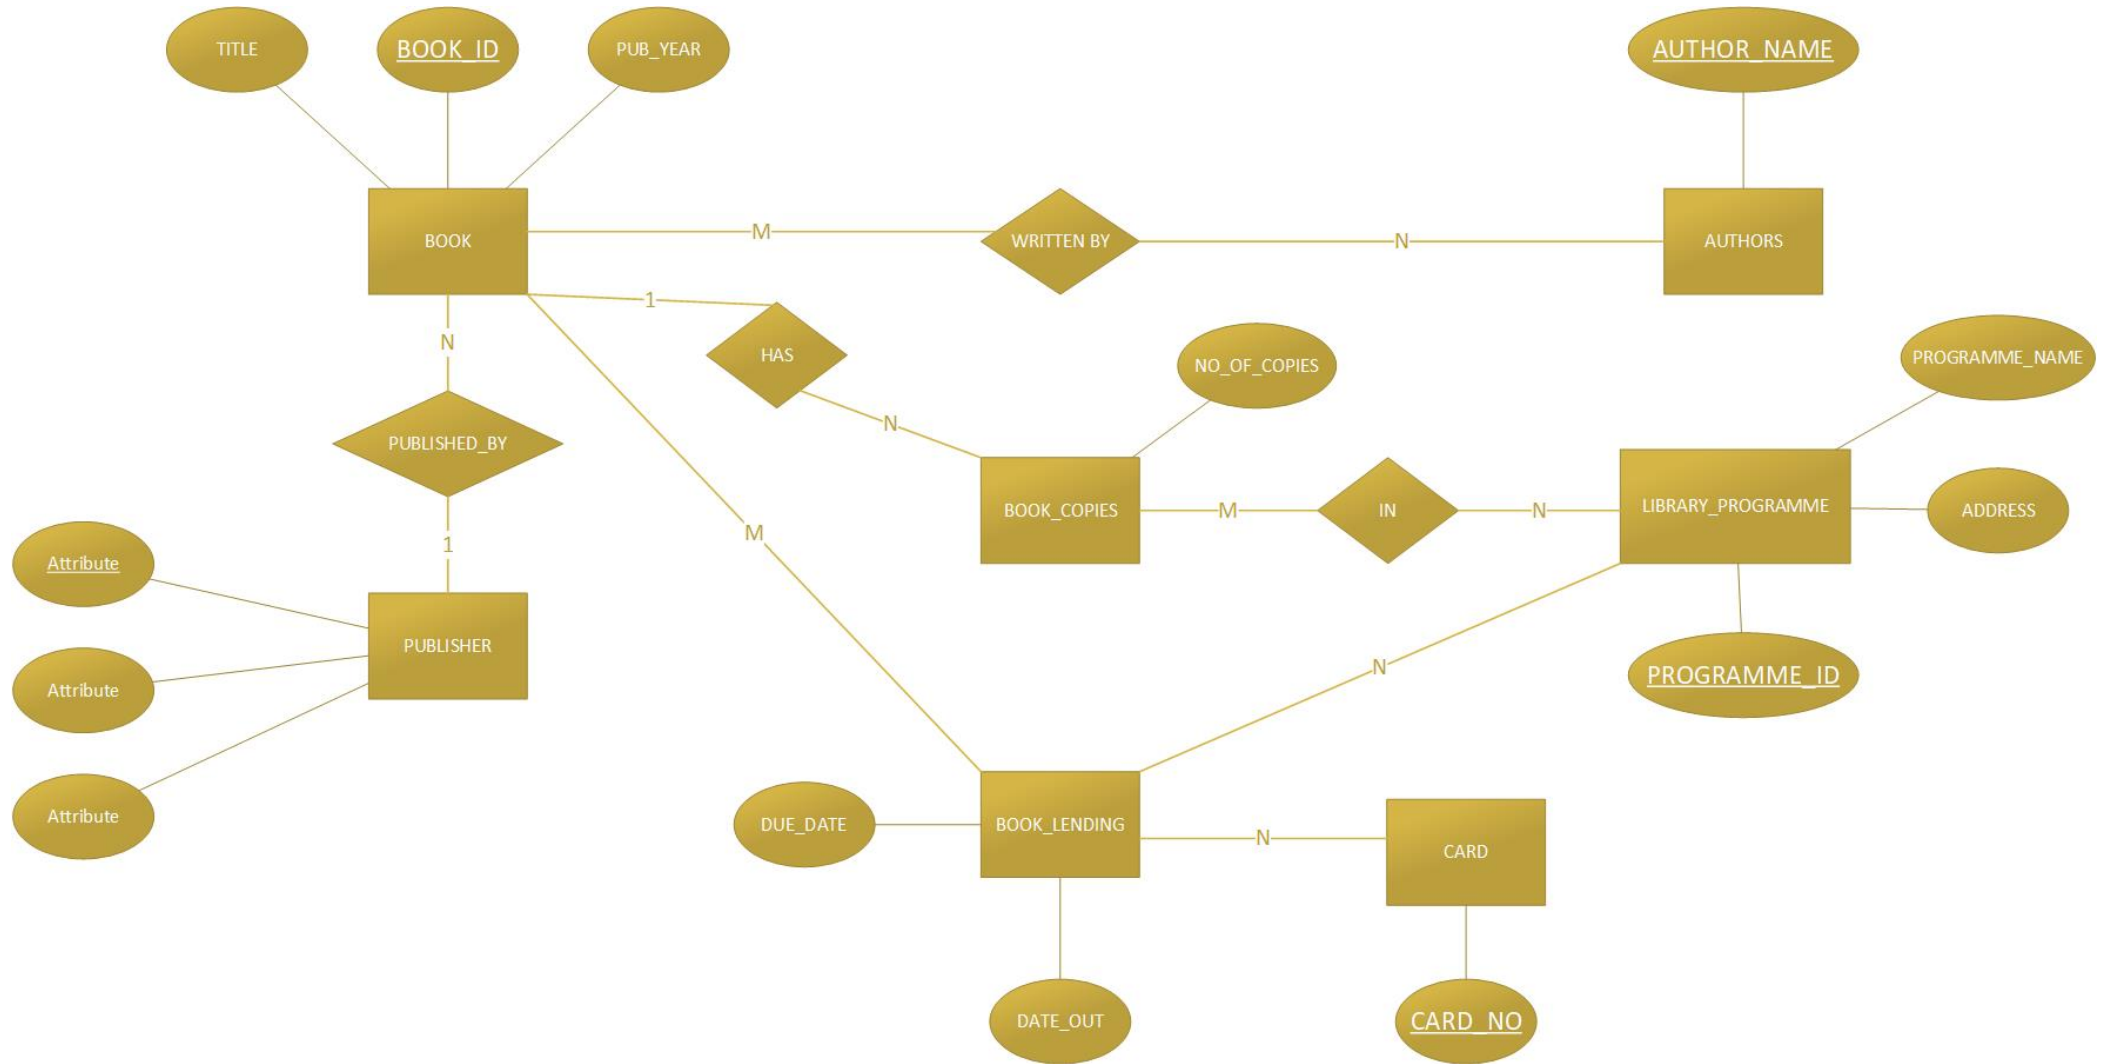 TITLE
BOOK_ID
PUB_YEAR
AUTHOR_NAME
BOOK
M
WRITTEN BY
N
AUTHORS
1
N
HAS
NO_OF_COPIES
PROGRAMME_NAME
N
PUBLISHED_BY
BOOK_COPIES
M
IN
N
LIBRARY_PROGRAMME
ADDRESS
M
1
Attribute
PUBLISHER
Attribute
N
PROGRAMME_ID
Attribute
DUE_DATE
BOOK_LENDING
N
CARD
DATE_OUT
CARD_NO